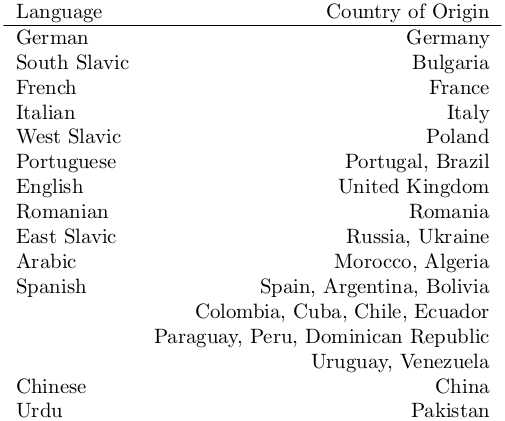 Language Country of Origin
German Germany
South Slavic Bulgaria
French France
Italian Italy
West Slavic Poland
Portuguese Portugal, Brazil
English United Kingdom
Romanian Romania
East Slavic Russia, Ukraine
Arabic Morocco, Algeria
Spanish Spain, Argentina, Bolivia
Colombia, Cuba, Chile, Ecuador
Paraguay, Peru, Dominican Republic
Uruguay, Venezuela
Chinese China
Urdu Pakistan